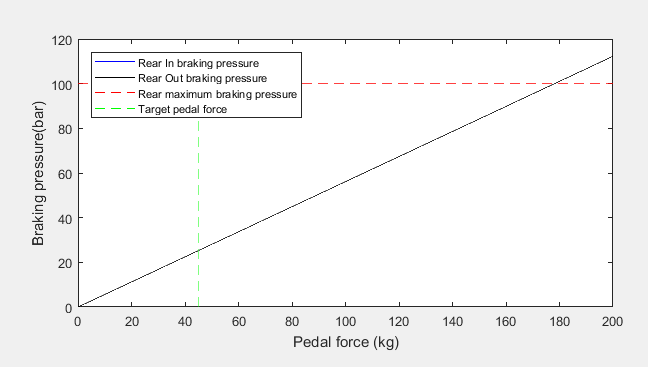 120
100
80
60
40
20
0
Braking pressure(bar)
Rear In braking pressure
Rear Out braking pressure
Rear maximum braking pressure
Target pedal force
0 20 40 60 80 100 120 140 160 180 200
Pedal force (kg)